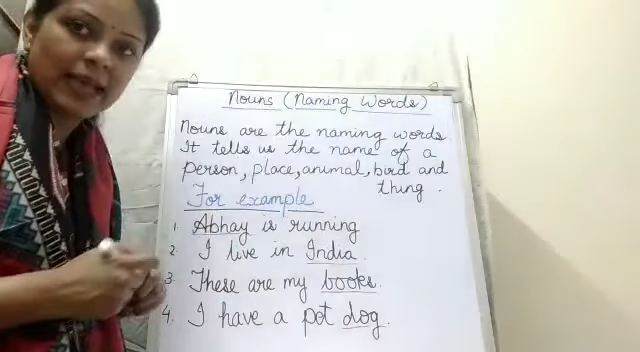 Nouns (Naming Words)
Nouns are the naming words.
It tells us the name of a
person, place, animal, bird and
thing.
For example
1. Abhay is running
2. I live in India.
3. These are my books.
4. I have a pet dog.